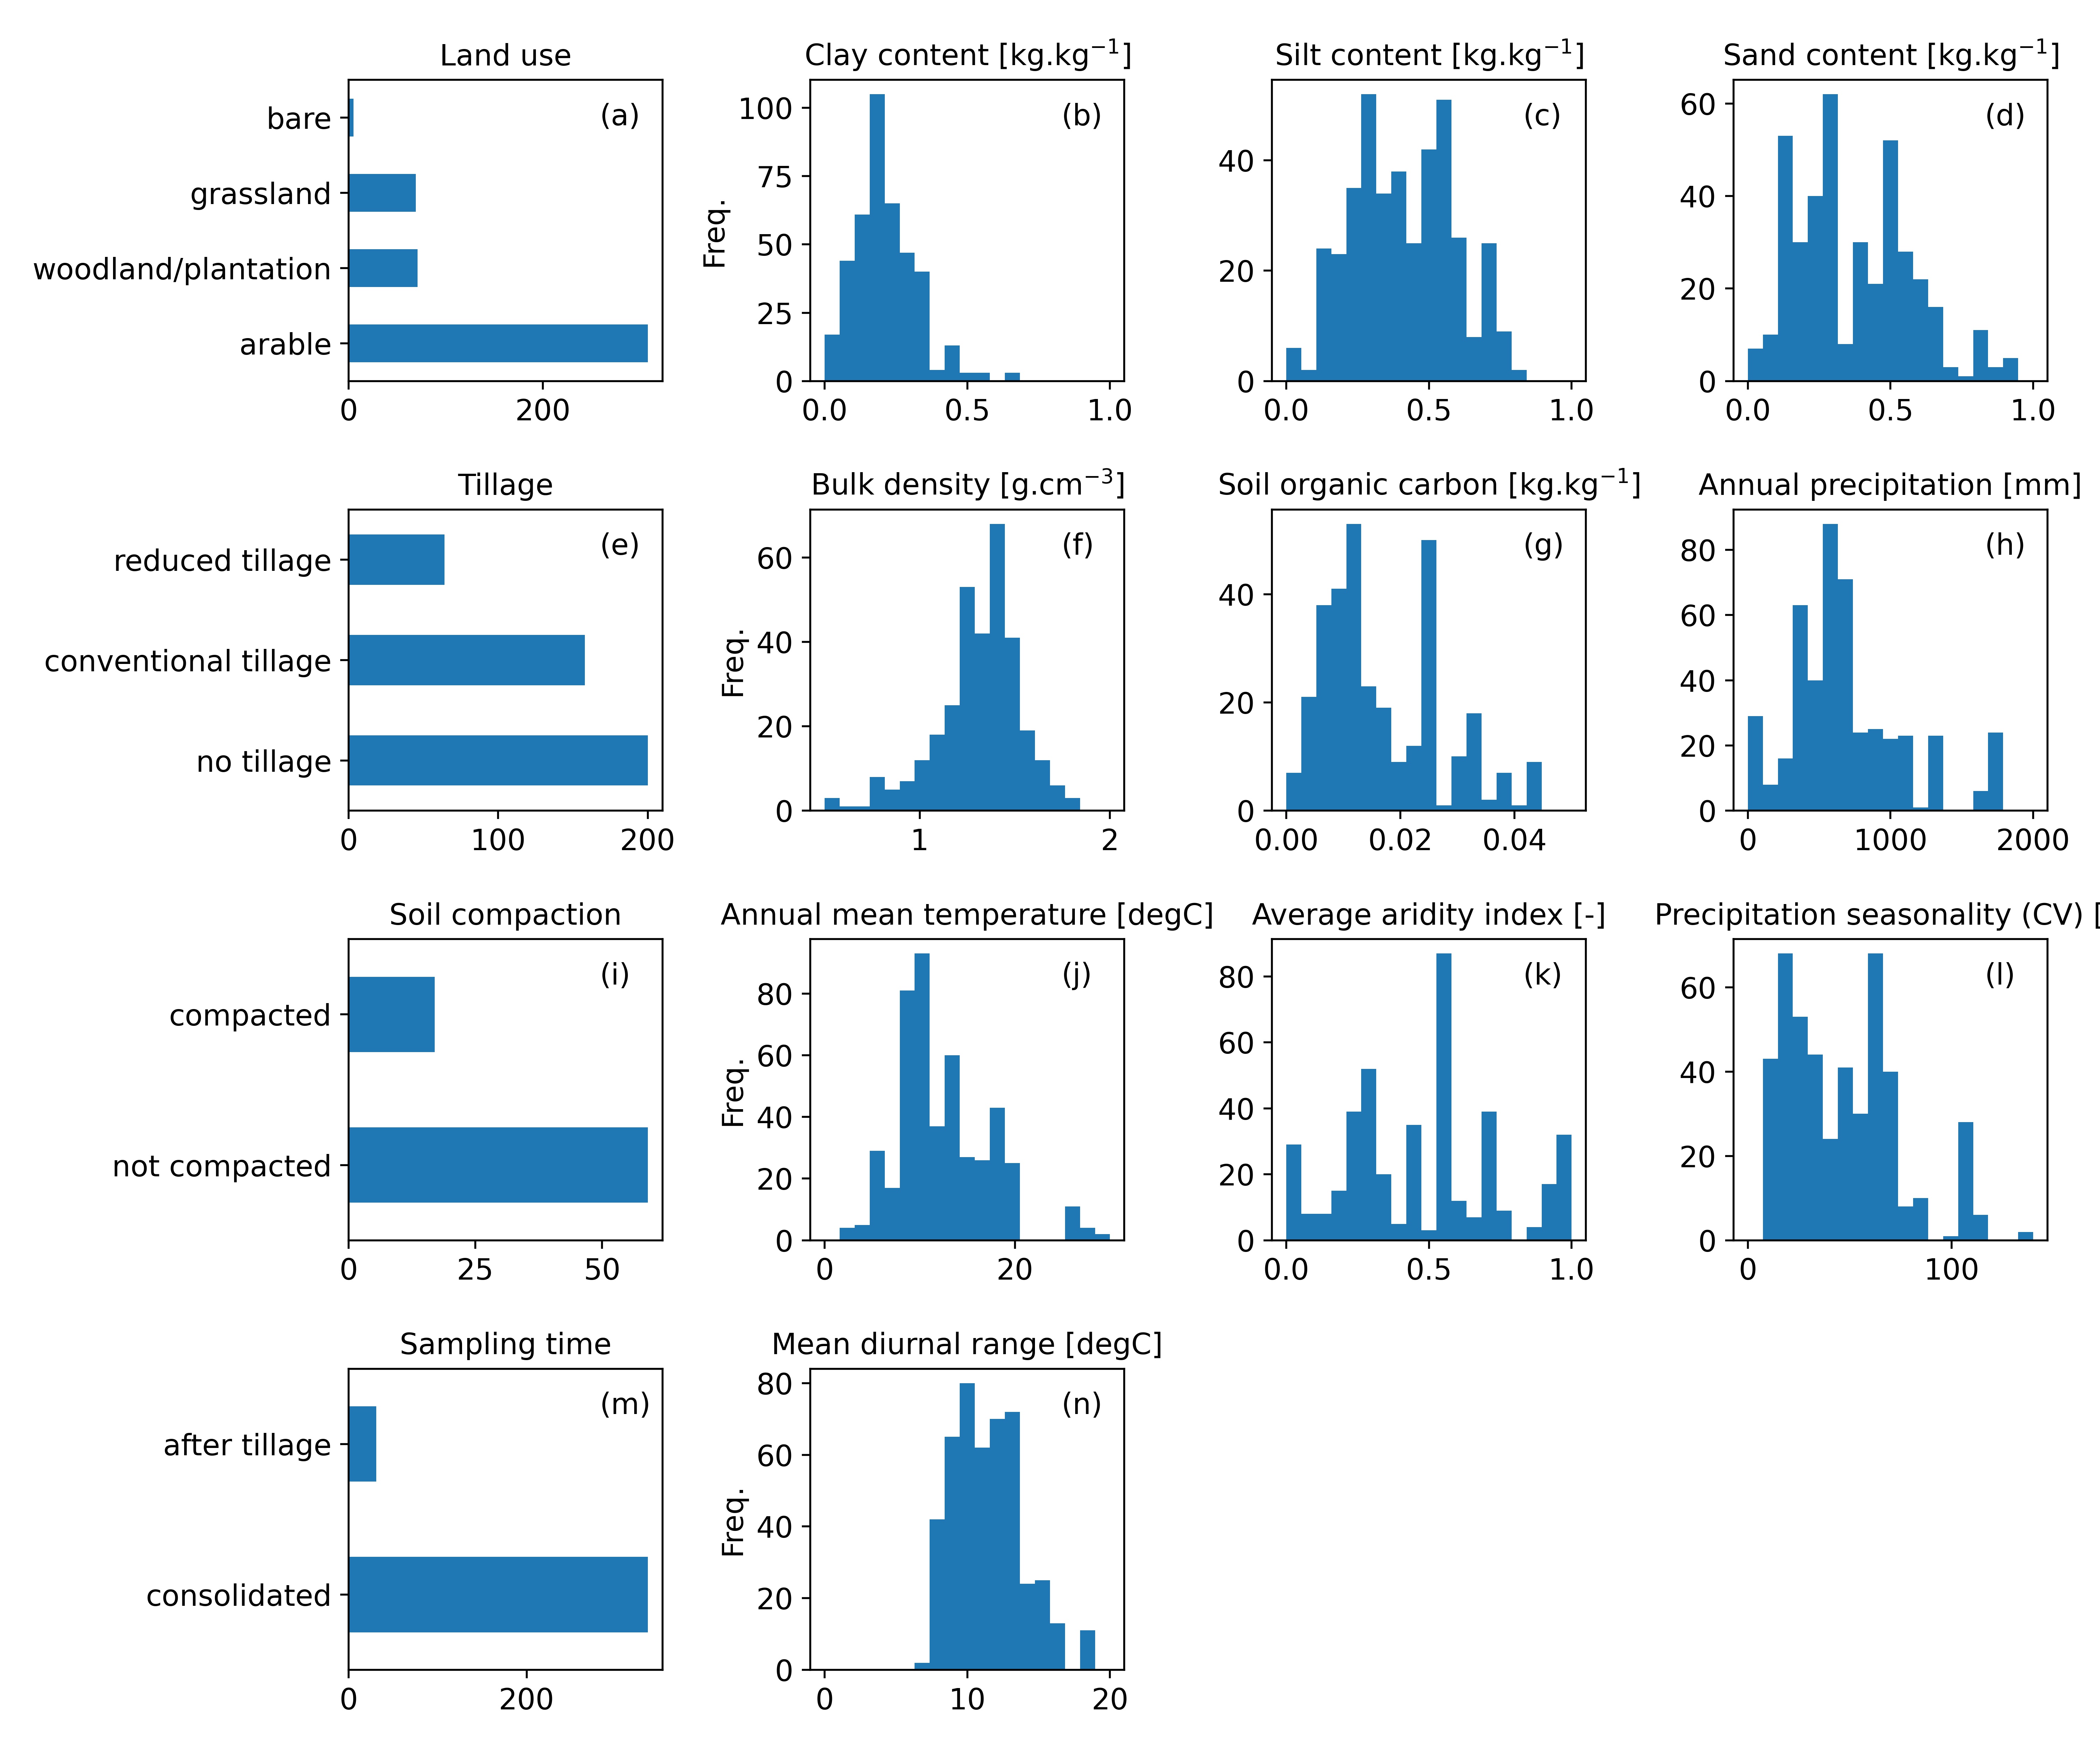 Land use
(a)
bare
grassland
woodland/plantation
arable
0 200
Clay content [kg.kg⁻¹]
(b)
Freq.
100
75
50
25
0
0.0 0.5 1.0
Silt content [kg.kg⁻¹]
(c)
40
20
0
0.0 0.5 1.0
Sand content [kg.kg⁻¹]
(d)
60
40
20
0
0.0 0.5 1.0
Tillage
(e)
reduced tillage
conventional tillage
no tillage
0 100 200
Bulk density [g.cm⁻³]
(f)
Freq.
60
40
20
0
1 2
Soil organic carbon [kg.kg⁻¹]
(g)
40
20
0
0.00 0.02 0.04
Annual precipitation [mm]
(h)
80
60
40
20
0
0 1000 2000
Soil compaction
(i)
compacted
not compacted
0 25 50
Annual mean temperature [degC]
(j)
Freq.
80
60
40
20
0
0 20
Average aridity index [-]
(k)
80
60
40
20
0
0.0 0.5 1.0
Precipitation seasonality (CV) [
(l)
60
40
20
0
0 100
Sampling time
(m)
after tillage
consolidated
0 200
Mean diurnal range [degC]
(n)
Freq.
80
60
40
20
0
0 10 20